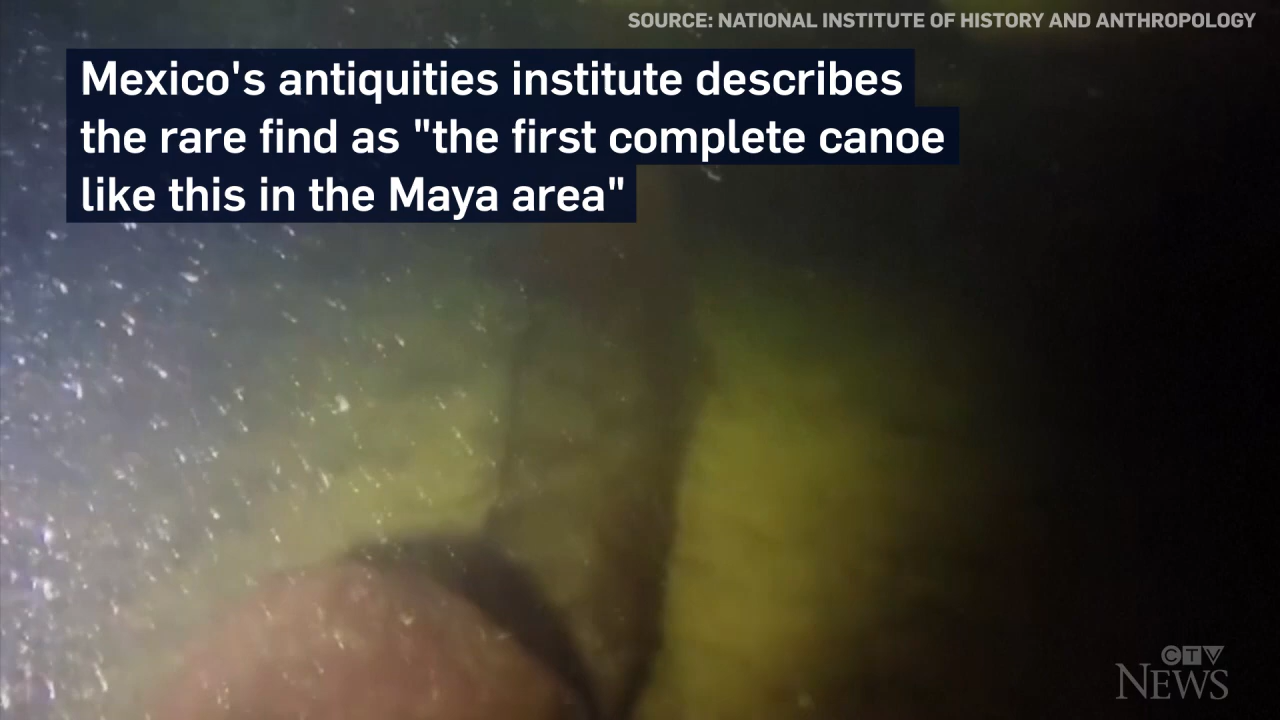 SOURCE: NATIONAL INSTITUTE OF HISTORY AND ANTHROPOLOGY
Mexico's antiquities institute describes
the rare find as "the first complete canoe
like this in the Maya area"
CTV
NEWS